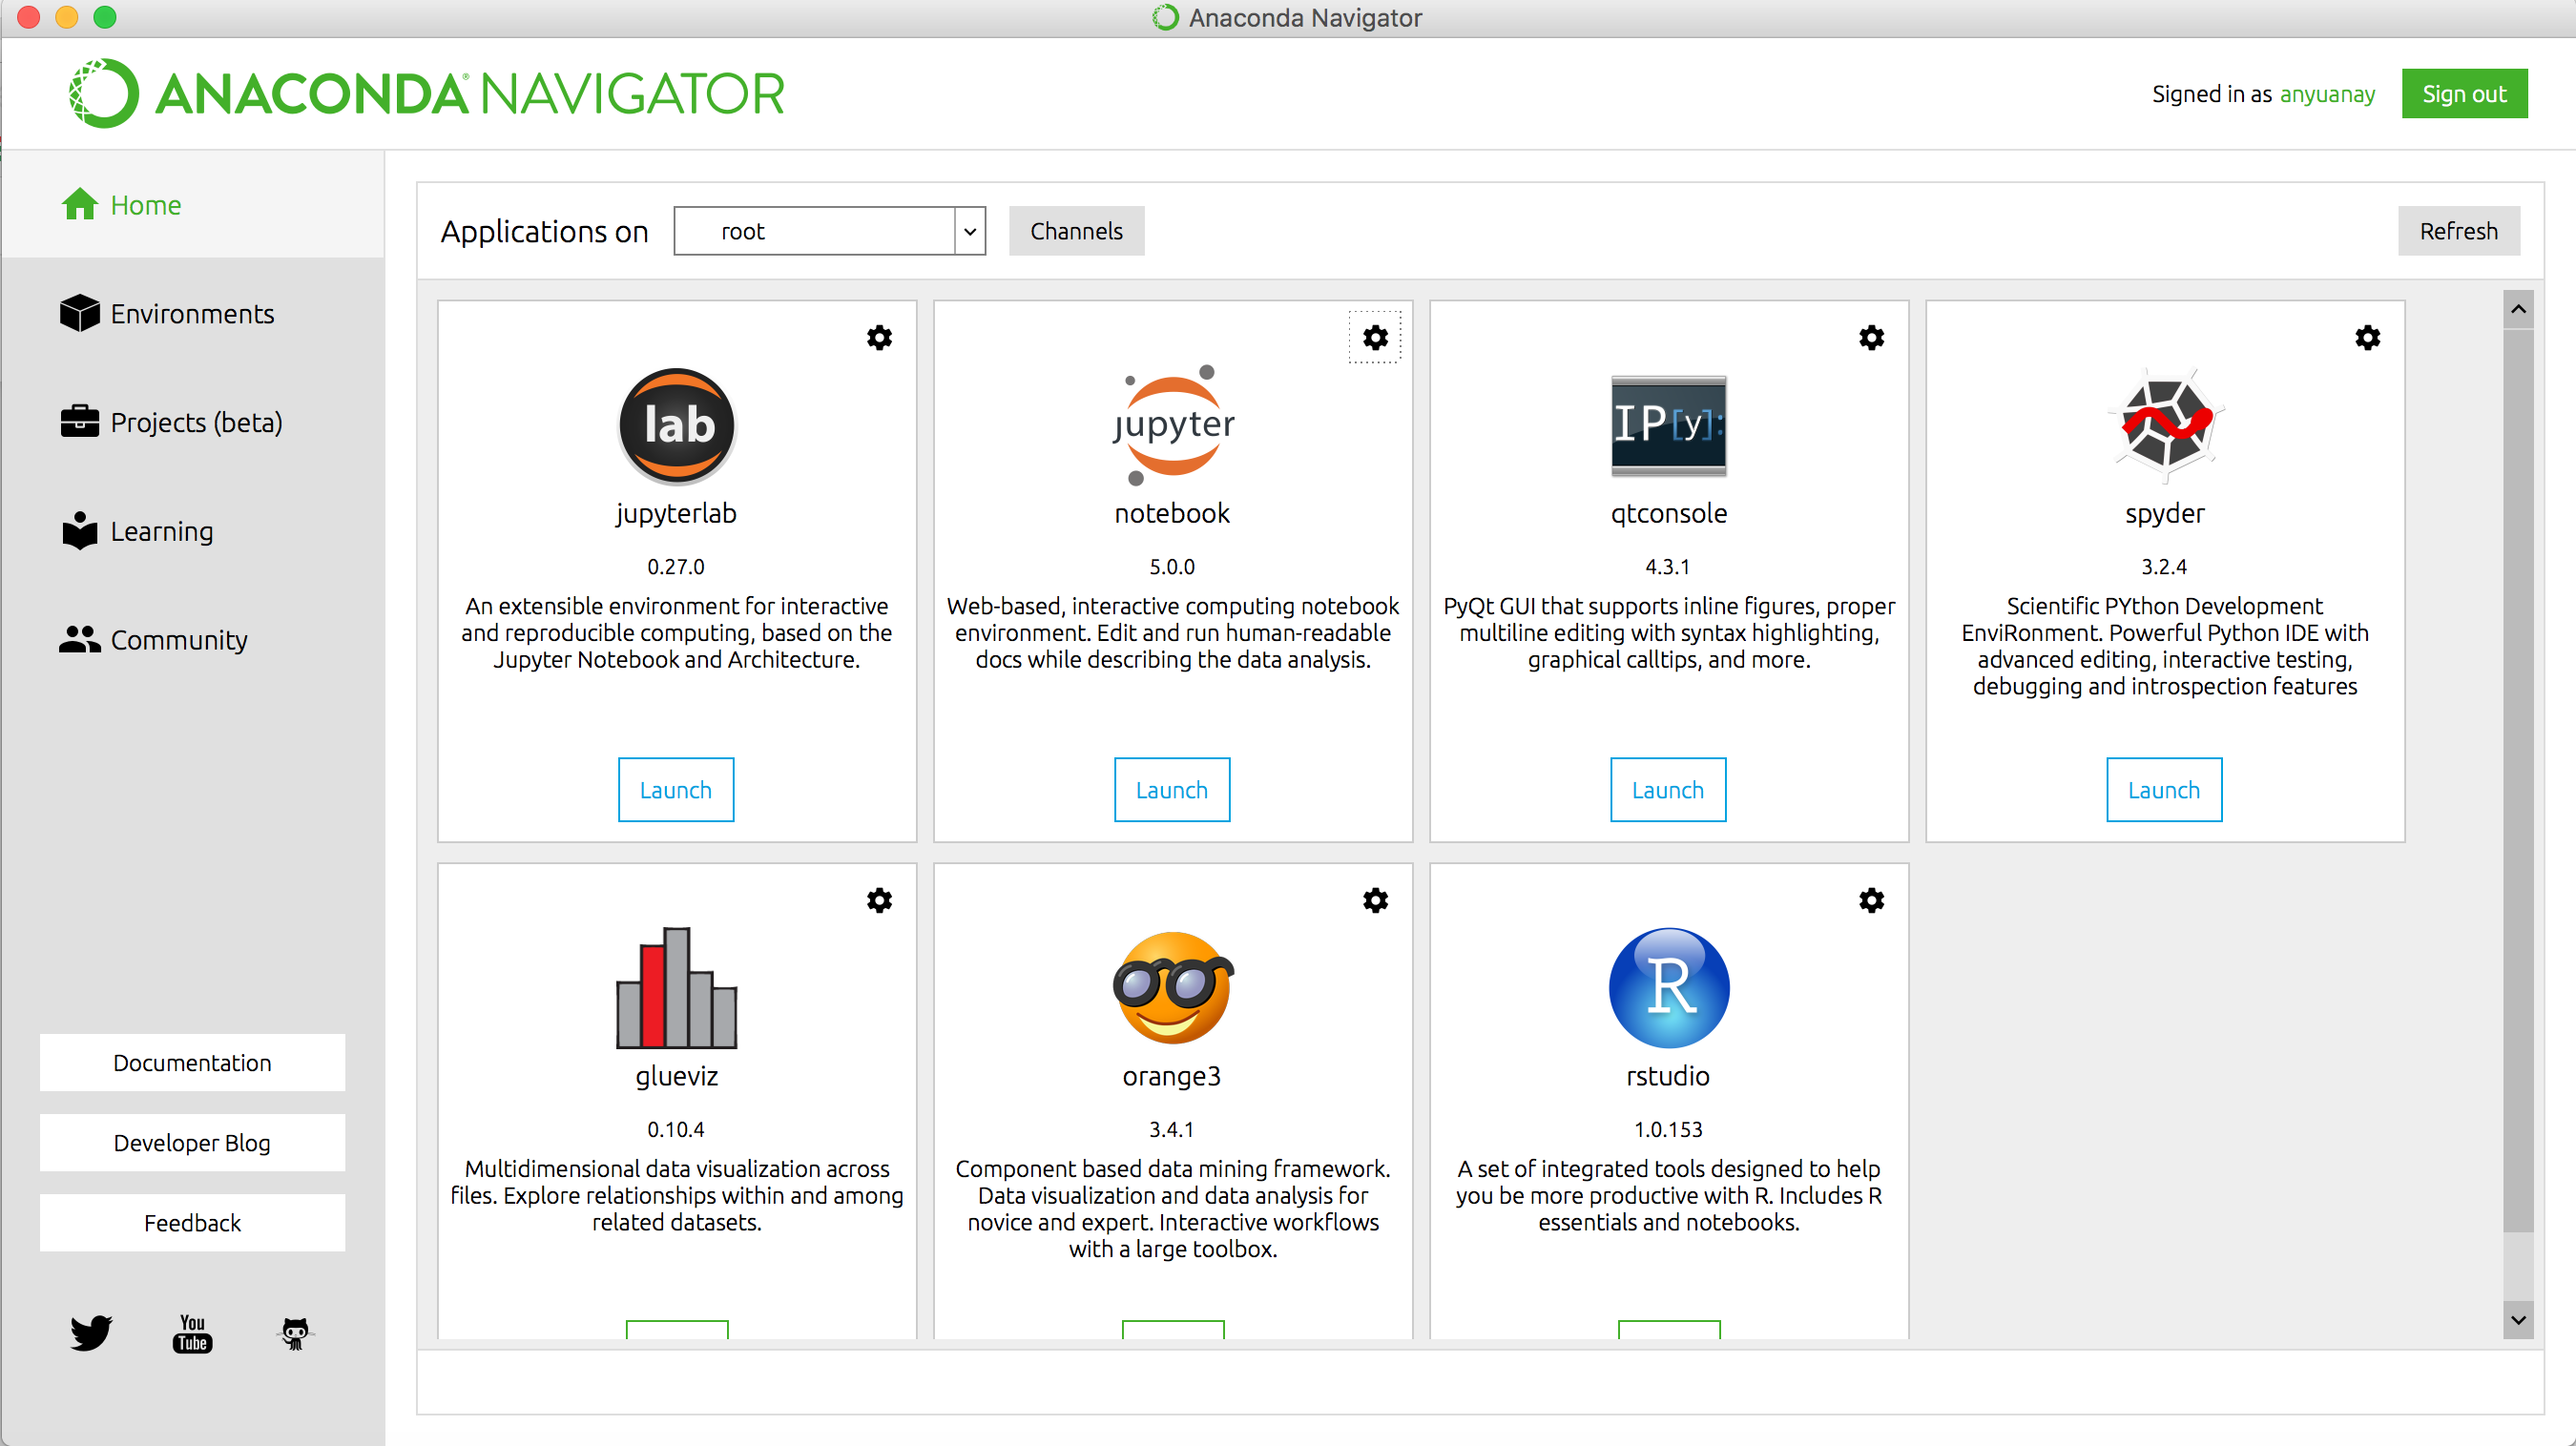 Anaconda Navigator
ANACONDA® NAVIGATOR
Signed in as anyuanay
Sign out
Home
Environments
Projects (beta)
Learning
Community
Documentation
Developer Blog
Feedback
You
Tube
Applications on
root
Channels
Refresh
lab
jupyterlab
0.27.0
An extensible environment for interactive
and reproducible computing, based on the
Jupyter Notebook and Architecture.
Launch
jupyter
notebook
5.0.0
Web-based, interactive computing notebook
environment. Edit and run human-readable
docs while describing the data analysis.
Launch
IP[y]:
qtconsole
4.3.1
PyQt GUI that supports inline figures, proper
multiline editing with syntax highlighting,
graphical calltips, and more.
Launch
spyder
3.2.4
Scientific PYthon Development
EnviRonment. Powerful Python IDE with
advanced editing, interactive testing,
debugging and introspection features
Launch
glueviz
0.10.4
Multidimensional data visualization across
files. Explore relationships within and among
related datasets.
orange3
3.4.1
Component based data mining framework.
Data visualization and data analysis for
novice and expert. Interactive workflows
with a large toolbox.
R
rstudio
1.0.153
A set of integrated tools designed to help
you be more productive with R. Includes R
essentials and notebooks.